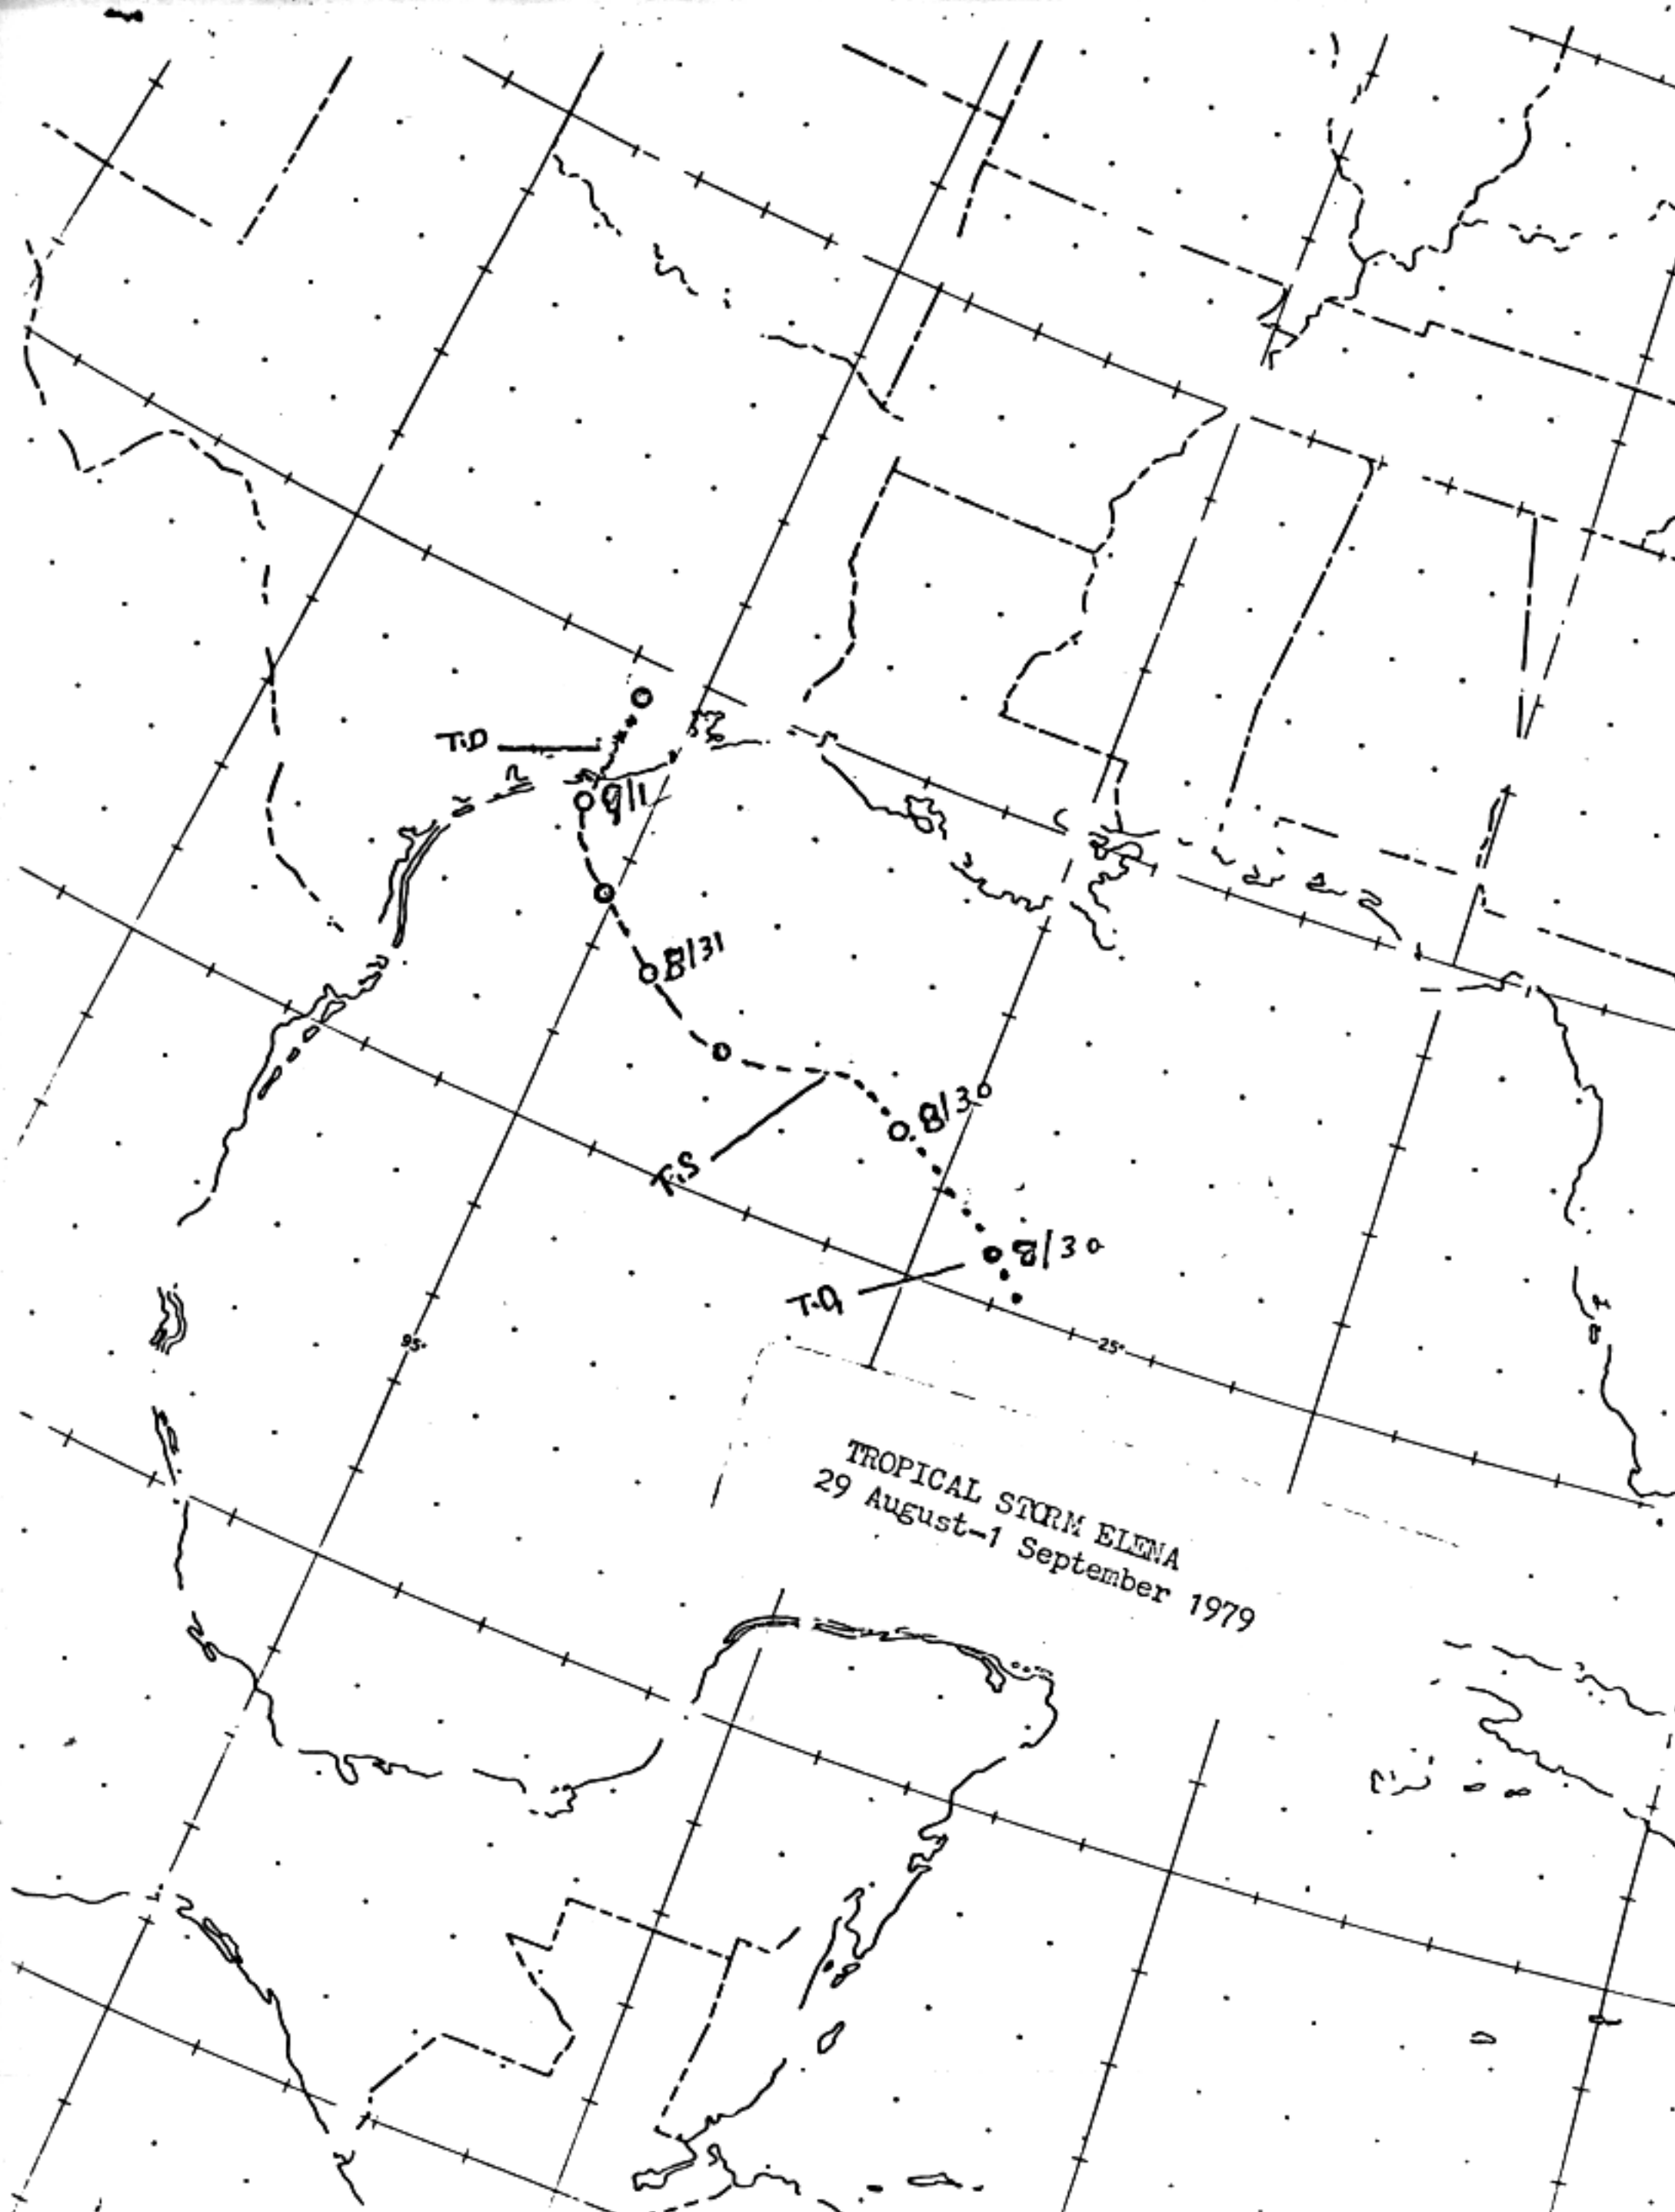 T.D
9/1
8/31
8/30
T.S
8/30
T.D
95°
25°
TROPICAL STORM ELENA
29 August-1 September 1979